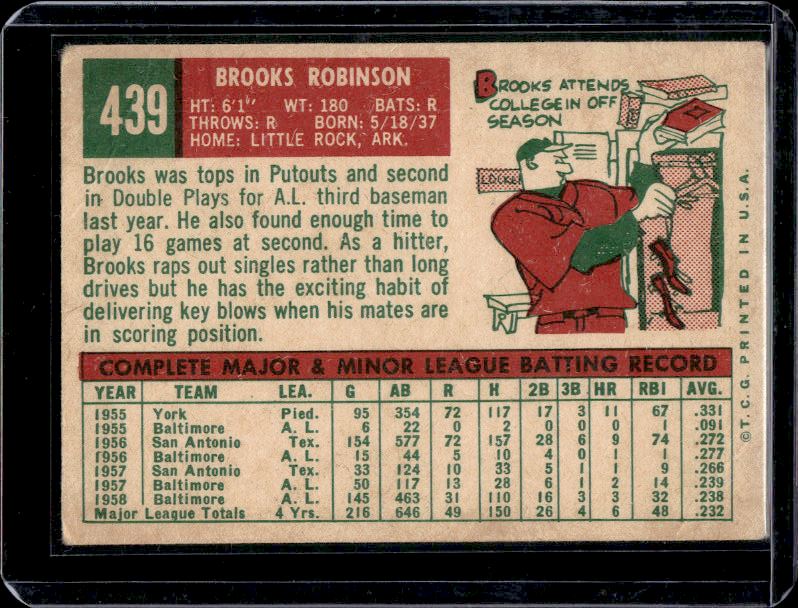 439
BROOKS ROBINSON
HT: 6'1" WT: 180 BATS: R
THROWS: R BORN: 5/18/37
HOME: LITTLE ROCK, ARK.
BROOKS ATTENDS
COLLEGE IN OFF
SEASON
Brooks was tops in Putouts and second
in Double Plays for A.L. third baseman
last year. He also found enough time to
play 16 games at second. As a hitter,
Brooks raps out singles rather than long
drives but he has the exciting habit of
delivering key blows when his mates are
in scoring position.
COMPLETE MAJOR & MINOR LEAGUE BATTING RECORD
YEAR TEAM LEA. G AB R H 2B 3B HR RBI AVG.
1955 York Pied. 95 354 72 117 17 3 11 67 .331
1955 Baltimore A. L. 6 22 0 2 0 0 0 1 .091
1956 San Antonio Tex. 154 577 72 157 28 6 9 74 .272
1956 Baltimore A. L. 15 44 5 10 4 0 1 1 .277
1957 San Antonio Tex. 33 124 10 33 5 1 1 9 .266
1957 Baltimore A. L. 50 117 13 28 6 1 2 14 .239
1958 Baltimore A. L. 145 463 31 110 16 3 3 32 .238
Major League Totals 4 Yrs. 216 646 49 150 26 4 6 48 .232
©T. C. G. PRINTED IN U.S.A.